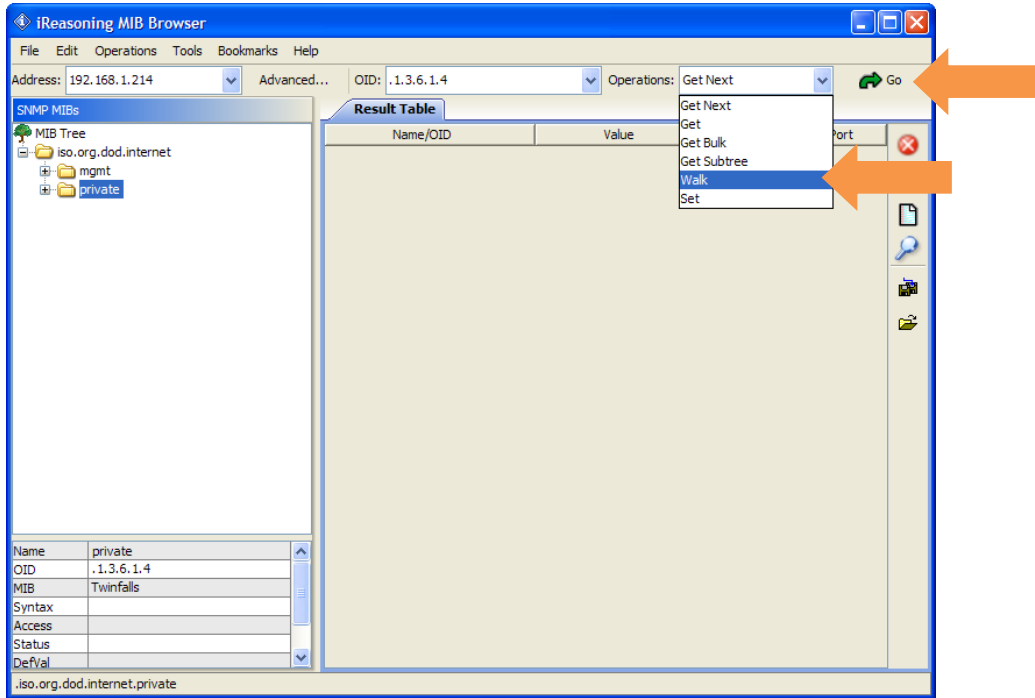 iReasoning MIB Browser
File Edit Operations Tools Bookmarks Help
Address: 192.168.1.214 Advanced... OID: .1.3.6.1.4 Operations: Get Next Go
SNMP MIBs
MIB Tree
iso.org.dod.internet
mgmt
private
Result Table
Name/OID Value Port
Get Next
Get
Get Bulk
Get Subtree
Walk
Set
Name private
OID .1.3.6.1.4
MIB Twinfalls
Syntax
Access
Status
DefVal
.iso.org.dod.internet.private